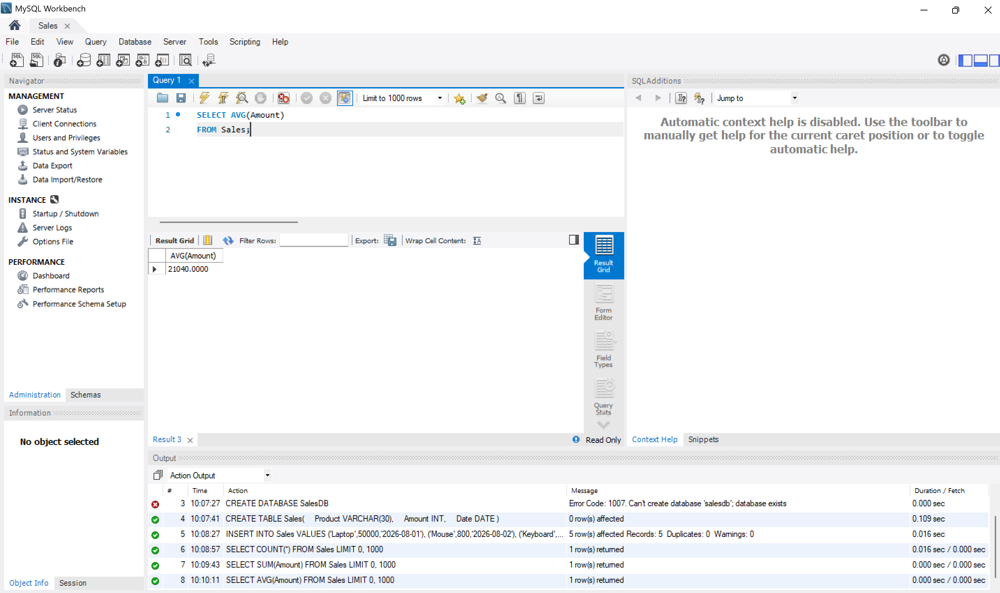 MySQL Workbench
Sales
File Edit View Query Database Server Tools Scripting Help
Navigator
MANAGEMENT
Server Status
Client Connections
Users and Privileges
Status and System Variables
Data Export
Data Import/Restore
INSTANCE
Startup / Shutdown
Server Logs
Options File
PERFORMANCE
Dashboard
Performance Reports
Performance Schema Setup
Administration Schemas
Information
No object selected
Object Info Session
Query 1
Limit to 1000 rows
1 SELECT AVG(Amount)
2 FROM Sales;
Result Grid Filter Rows: Export: Wrap Cell Content:
AVG(Amount)
21040.0000
Result
Grid
Form
Editor
Field
Types
Query
Stats
Result 3 Read Only
SQLAdditions
Jump to
Automatic context help is disabled. Use the toolbar to
manually get help for the current caret position or to toggle
automatic help.
Context Help Snippets
Output
Action Output
# Time Action Message Duration / Fetch
3 10:07:27 CREATE DATABASE SalesDB Error Code: 1007. Can't create database 'salesdb'; database exists 0.000 sec
4 10:07:41 CREATE TABLE Sales( Product VARCHAR(30), Amount INT, Date DATE ) 0 row(s) affected 0.109 sec
5 10:08:27 INSERT INTO Sales VALUES ('Laptop',50000,'2026-08-01'), ('Mouse',800,'2026-08-02'), ('Keyboard',... 5 row(s) affected Records: 5 Duplicates: 0 Warnings: 0 0.016 sec
6 10:08:57 SELECT COUNT(*) FROM Sales LIMIT 0, 1000 1 row(s) returned 0.016 sec / 0.000 sec
7 10:09:43 SELECT SUM(Amount) FROM Sales LIMIT 0, 1000 1 row(s) returned 0.000 sec / 0.000 sec
8 10:10:11 SELECT AVG(Amount) FROM Sales LIMIT 0, 1000 1 row(s) returned 0.000 sec / 0.000 sec